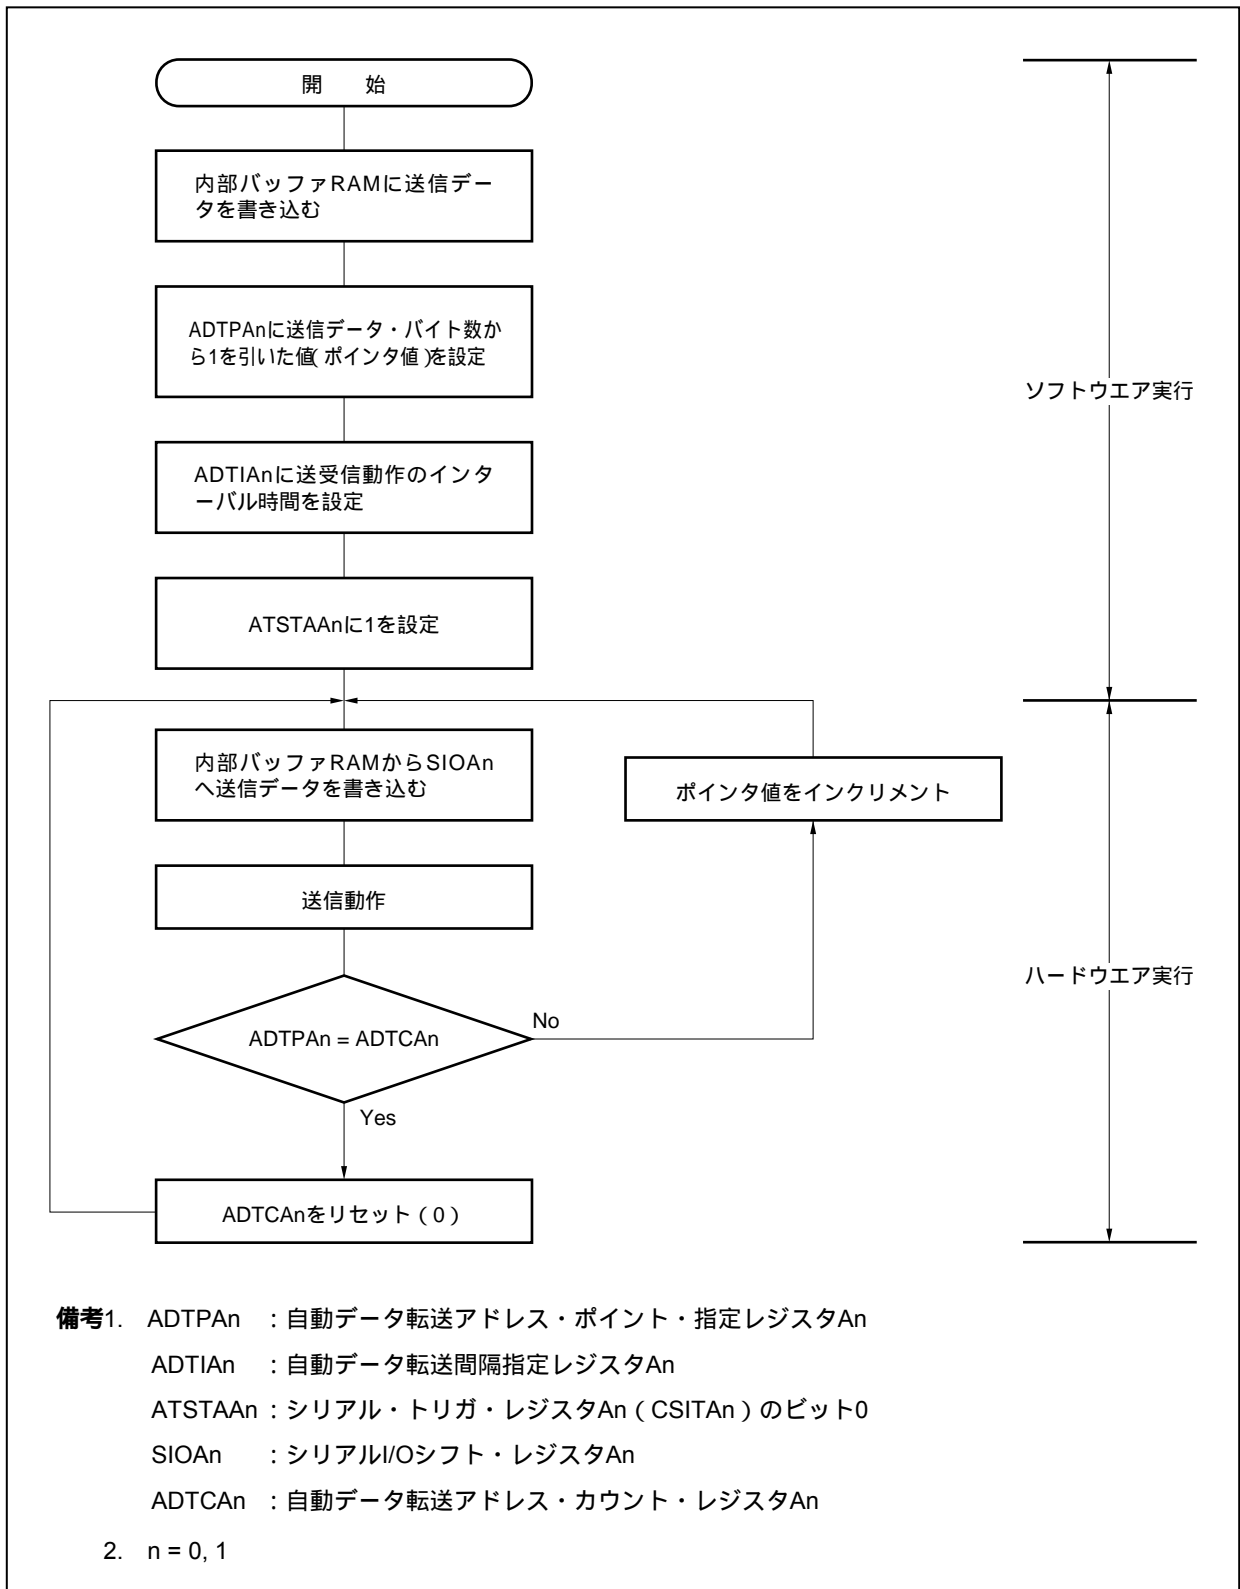 開 始
内部バッファRAMに送信デー
タを書き込む
ADTPAnに送信データ・バイト数か
ら1を引いた値(ポインタ値)を設定
ADTIAnに送受信動作のインタ
ーバル時間を設定
ATSTAAnに1を設定
ソフトウエア実行
内部バッファRAMからSIOAn
へ送信データを書き込む
ポインタ値をインクリメント
送信動作
ADTPAn = ADTCAn
No
Yes
ハードウエア実行
ADTCAnをリセット(0)
備考1. ADTPAn :自動データ転送アドレス・ポイント・指定レジスタAn
ADTIAn :自動データ転送間隔指定レジスタAn
ATSTAAn :シリアル・トリガ・レジスタAn(CSITAn)のビット0
SIOAn :シリアルI/Oシフト・レジスタAn
ADTCAn :自動データ転送アドレス・カウント・レジスタAn
2. n = 0, 1